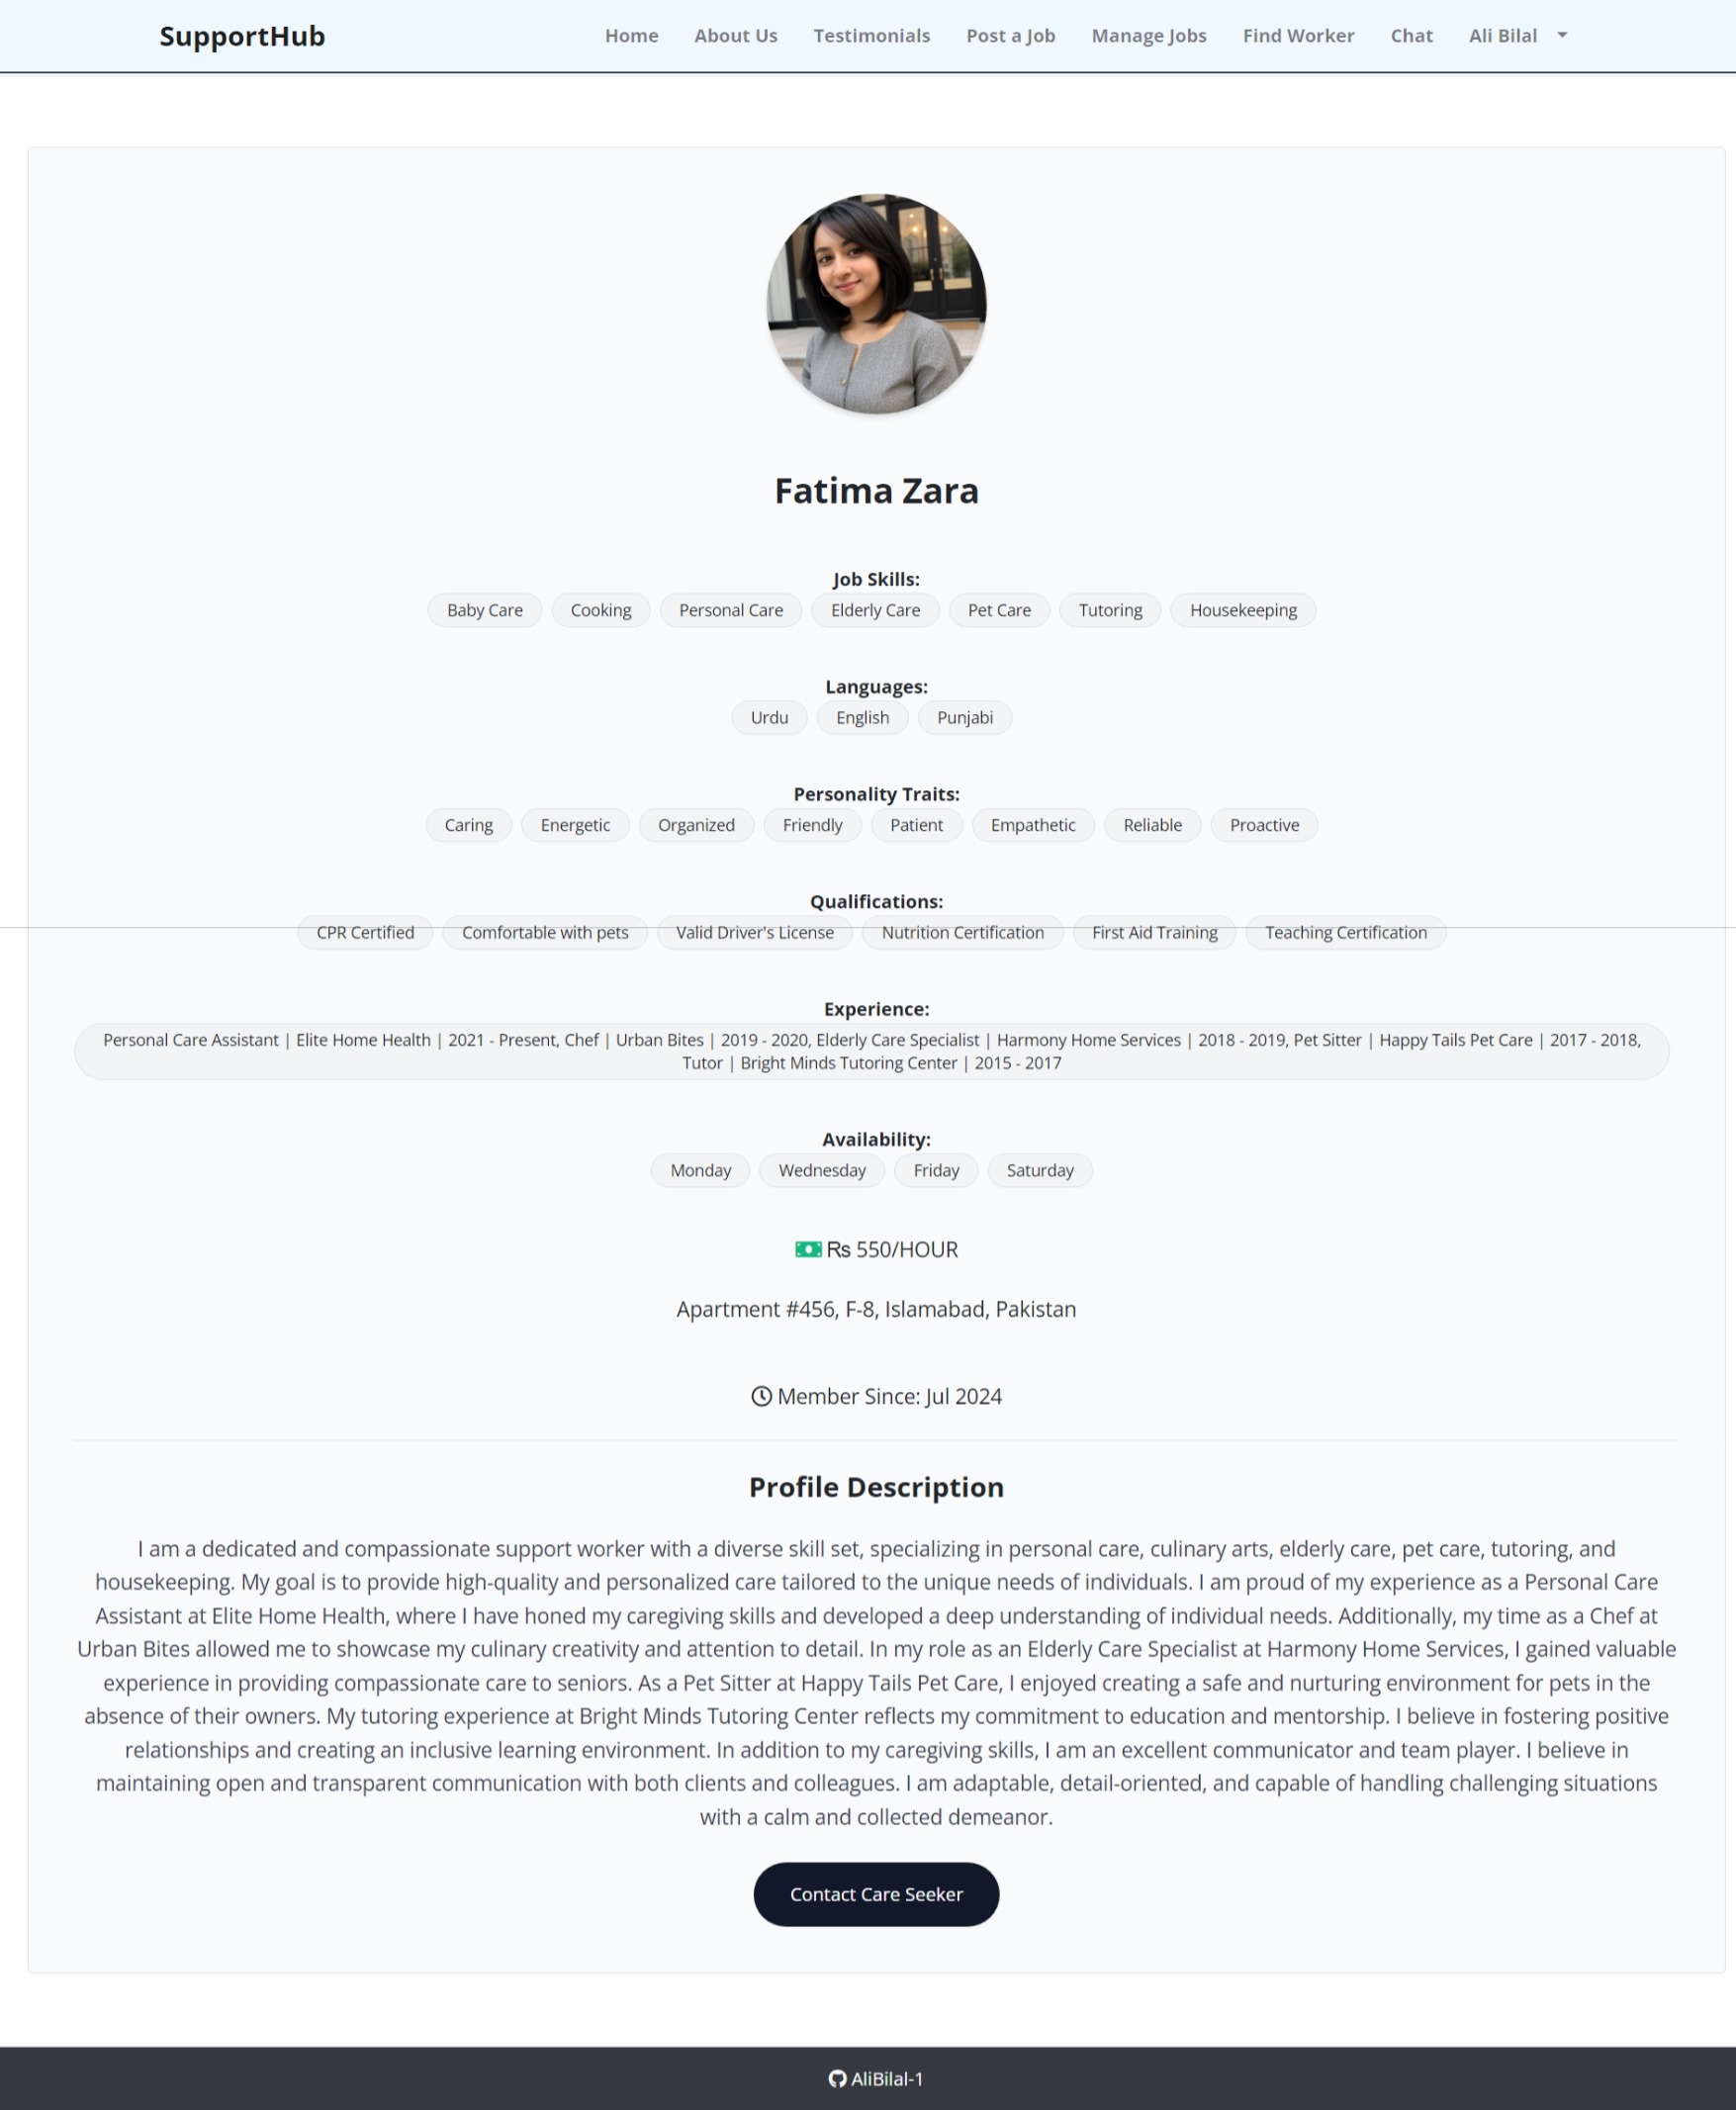 SupportHub Home About Us Testimonials Post a Job Manage Jobs Find Worker Chat Ali Bilal
Fatima Zara
Job Skills:
Baby Care Cooking Personal Care Elderly Care Pet Care Tutoring Housekeeping
Languages:
Urdu English Punjabi
Personality Traits:
Caring Energetic Organized Friendly Patient Empathetic Reliable Proactive
Qualifications:
CPR Certified Comfortable with pets Valid Driver's License Nutrition Certification First Aid Training Teaching Certification
Experience:
Personal Care Assistant | Elite Home Health | 2021 - Present, Chef | Urban Bites | 2019 - 2020, Elderly Care Specialist | Harmony Home Services | 2018 - 2019, Pet Sitter | Happy Tails Pet Care | 2017 - 2018,
Tutor | Bright Minds Tutoring Center | 2015 - 2017
Availability:
Monday Wednesday Friday Saturday
₨ 550/HOUR
Apartment #456, F-8, Islamabad, Pakistan
Member Since: Jul 2024
Profile Description
I am a dedicated and compassionate support worker with a diverse skill set, specializing in personal care, culinary arts, elderly care, pet care, tutoring, and
housekeeping. My goal is to provide high-quality and personalized care tailored to the unique needs of individuals. I am proud of my experience as a Personal Care
Assistant at Elite Home Health, where I have honed my caregiving skills and developed a deep understanding of individual needs. Additionally, my time as a Chef at
Urban Bites allowed me to showcase my culinary creativity and attention to detail. In my role as an Elderly Care Specialist at Harmony Home Services, I gained valuable
experience in providing compassionate care to seniors. As a Pet Sitter at Happy Tails Pet Care, I enjoyed creating a safe and nurturing environment for pets in the
absence of their owners. My tutoring experience at Bright Minds Tutoring Center reflects my commitment to education and mentorship. I believe in fostering positive
relationships and creating an inclusive learning environment. In addition to my caregiving skills, I am an excellent communicator and team player. I believe in
maintaining open and transparent communication with both clients and colleagues. I am adaptable, detail-oriented, and capable of handling challenging situations
with a calm and collected demeanor.
Contact Care Seeker
AliBilal-1